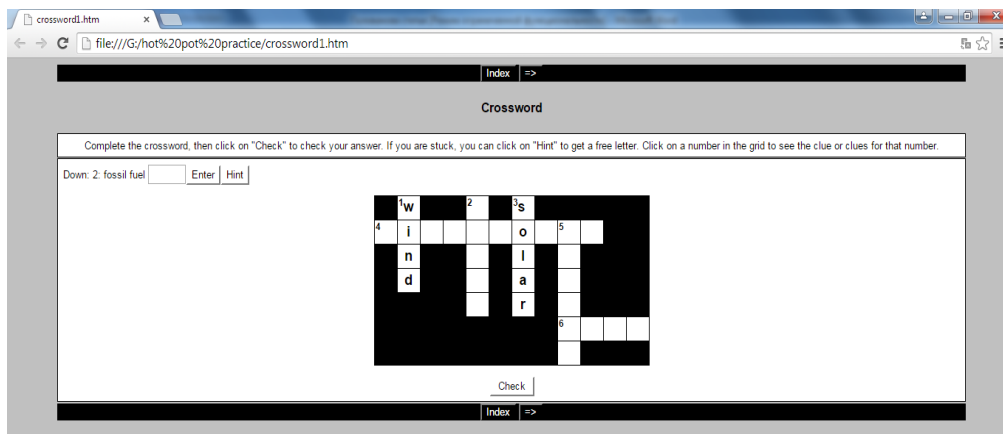 crossword1.htm
file:///G:/hot%20pot%20practice/crossword1.htm
Index =>
Crossword
Complete the crossword, then click on "Check" to check your answer. If you are stuck, you can click on "Hint" to get a free letter. Click on a number in the grid to see the clue or clues for that number.
Down: 2: fossil fuel Enter Hint
1w 2 3s
4 i o 5
n l
d a
r
6
Check
Index =>